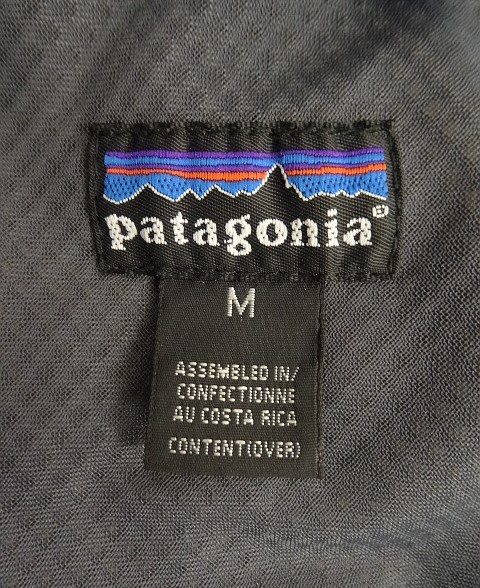 patagonia®
M
ASSEMBLED IN/
CONFECTIONNE
AU COSTA RICA
CONTENT(OVER)